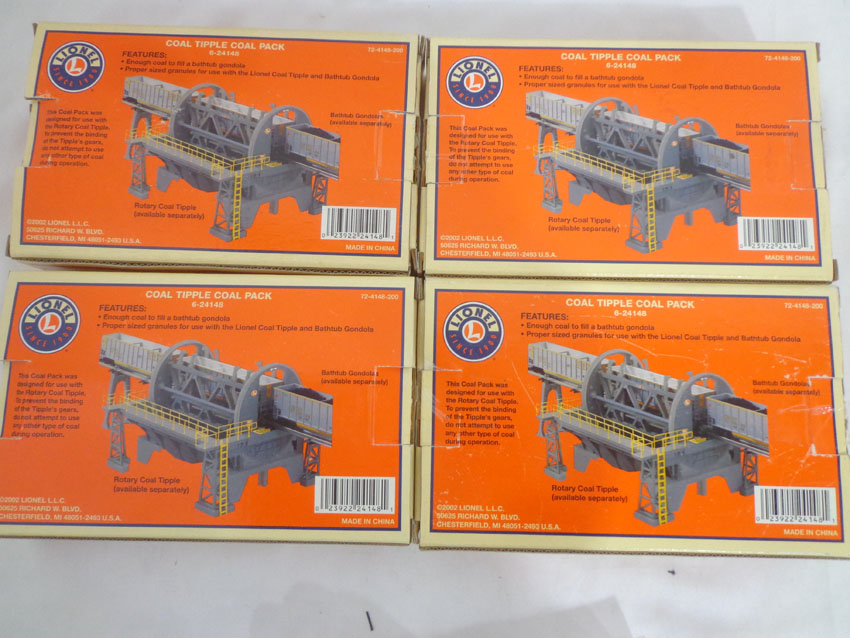 COAL TIPPLE COAL PACK
6-24148
72-4148-200
LIONEL
L
SINCE 1900
FEATURES:
• Enough coal to fill a bathtub gondola
• Proper sized granules for use with the Lionel Coal Tipple and Bathtub Gondola
This Coal Pack was
designed for use with
the Rotary Coal Tipple.
To prevent the binding
of the Tipple's gears,
do not attempt to use
any other type of coal
during operation.
Bathtub Gondolas
(available separately)
Rotary Coal Tipple
(available separately)
©2002 LIONEL L.L.C.
50625 RICHARD W. BLVD.
CHESTERFIELD, MI 48051-2493 U.S.A.
0 23922 24148 1
MADE IN CHINA
COAL TIPPLE COAL PACK
6-24148
72-4148-200
LIONEL
L
SINCE 1900
FEATURES:
• Enough coal to fill a bathtub gondola
• Proper sized granules for use with the Lionel Coal Tipple and Bathtub Gondola
This Coal Pack was
designed for use with
the Rotary Coal Tipple.
To prevent the binding
of the Tipple's gears,
do not attempt to use
any other type of coal
during operation.
Bathtub Gondolas
(available separately)
Rotary Coal Tipple
(available separately)
©2002 LIONEL L.L.C.
50625 RICHARD W. BLVD.
CHESTERFIELD, MI 48051-2493 U.S.A.
0 23922 24148 1
MADE IN CHINA
COAL TIPPLE COAL PACK
6-24148
72-4148-200
LIONEL
L
SINCE 1900
FEATURES:
• Enough coal to fill a bathtub gondola
• Proper sized granules for use with the Lionel Coal Tipple and Bathtub Gondola
This Coal Pack was
designed for use with
the Rotary Coal Tipple.
To prevent the binding
of the Tipple's gears,
do not attempt to use
any other type of coal
during operation.
Bathtub Gondolas
(available separately)
Rotary Coal Tipple
(available separately)
©2002 LIONEL L.L.C.
50625 RICHARD W. BLVD.
CHESTERFIELD, MI 48051-2493 U.S.A.
0 23922 24148 1
MADE IN CHINA
COAL TIPPLE COAL PACK
6-24148
72-4148-200
LIONEL
L
SINCE 1900
FEATURES:
• Enough coal to fill a bathtub gondola
• Proper sized granules for use with the Lionel Coal Tipple and Bathtub Gondola
This Coal Pack was
designed for use with
the Rotary Coal Tipple.
To prevent the binding
of the Tipple's gears,
do not attempt to use
any other type of coal
during operation.
Bathtub Gondolas
(available separately)
Rotary Coal Tipple
(available separately)
©2002 LIONEL L.L.C.
50625 RICHARD W. BLVD.
CHESTERFIELD, MI 48051-2493 U.S.A.
0 23922 24148 1
MADE IN CHINA